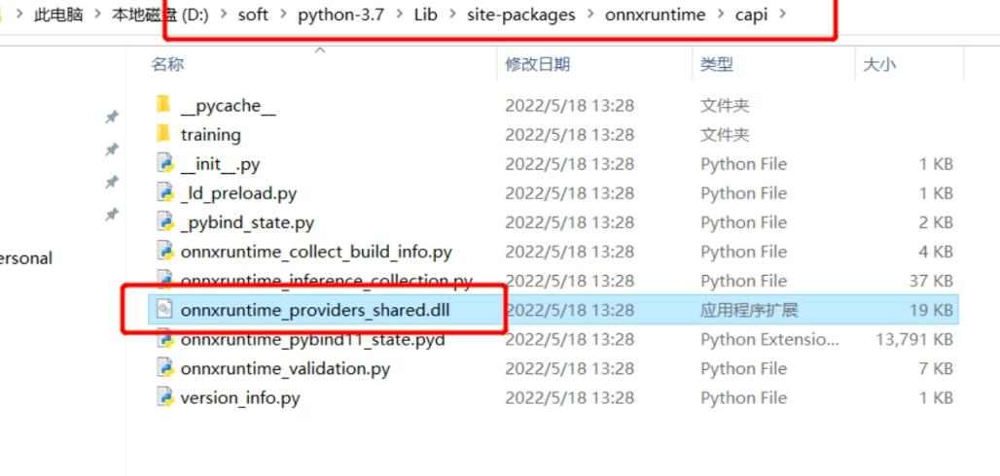 此电脑 > 本地磁盘 (D:) > soft > python-3.7 > Lib > site-packages > onnxruntime > capi >
名称 修改日期 类型 大小
__pycache__ 2022/5/18 13:28 文件夹
training 2022/5/18 13:28 文件夹
__init__.py 2022/5/18 13:28 Python File 1 KB
_ld_preload.py 2022/5/18 13:28 Python File 1 KB
_pybind_state.py 2022/5/18 13:28 Python File 2 KB
onnxruntime_collect_build_info.py 2022/5/18 13:28 Python File 4 KB
ersonal
onnxruntime_inference_collection.py 2022/5/18 13:28 Python File 37 KB
onnxruntime_providers_shared.dll 2022/5/18 13:28 应用程序扩展 19 KB
onnxruntime_pybind11_state.pyd 2022/5/18 13:28 Python Extensio... 13,791 KB
onnxruntime_validation.py 2022/5/18 13:28 Python File 7 KB
version_info.py 2022/5/18 13:28 Python File 1 KB